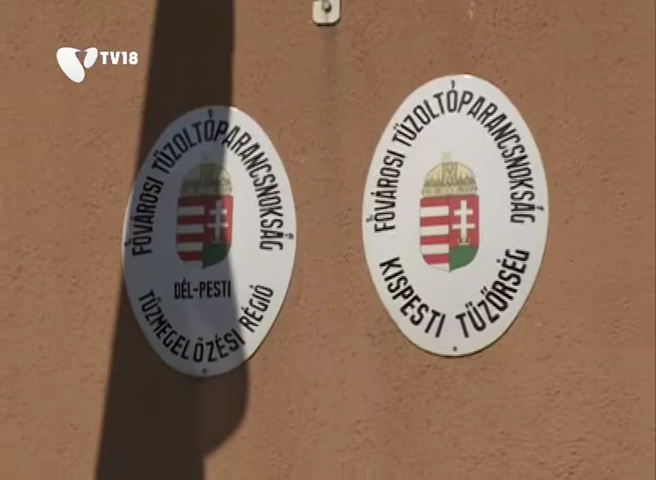 TV18
FŐVÁROSI TŰZOLTÓPARANCSNOKSÁG
DÉL-PESTI
TŰZMEGELŐZÉSI RÉGIÓ
FŐVÁROSI TŰZOLTÓPARANCSNOKSÁG
KISPESTI TŰZŐRSÉG